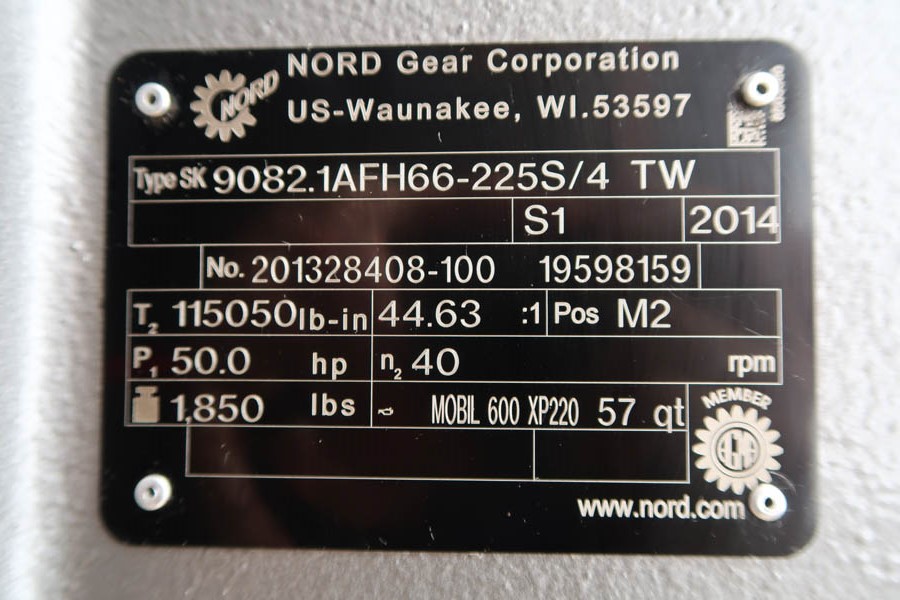 NORD
NORD Gear Corporation
US-Waunakee, WI.53597
Type SK 9082.1AFH66-225S/4 TW
S1 2014
No. 201328408-100 19598159
T2 115050 lb-in 44.63 :1 Pos M2
P1 50.0 hp n2 40 rpm
1,850 lbs MOBIL 600 XP220 57 qt
MEMBER
AGMA
www.nord.com